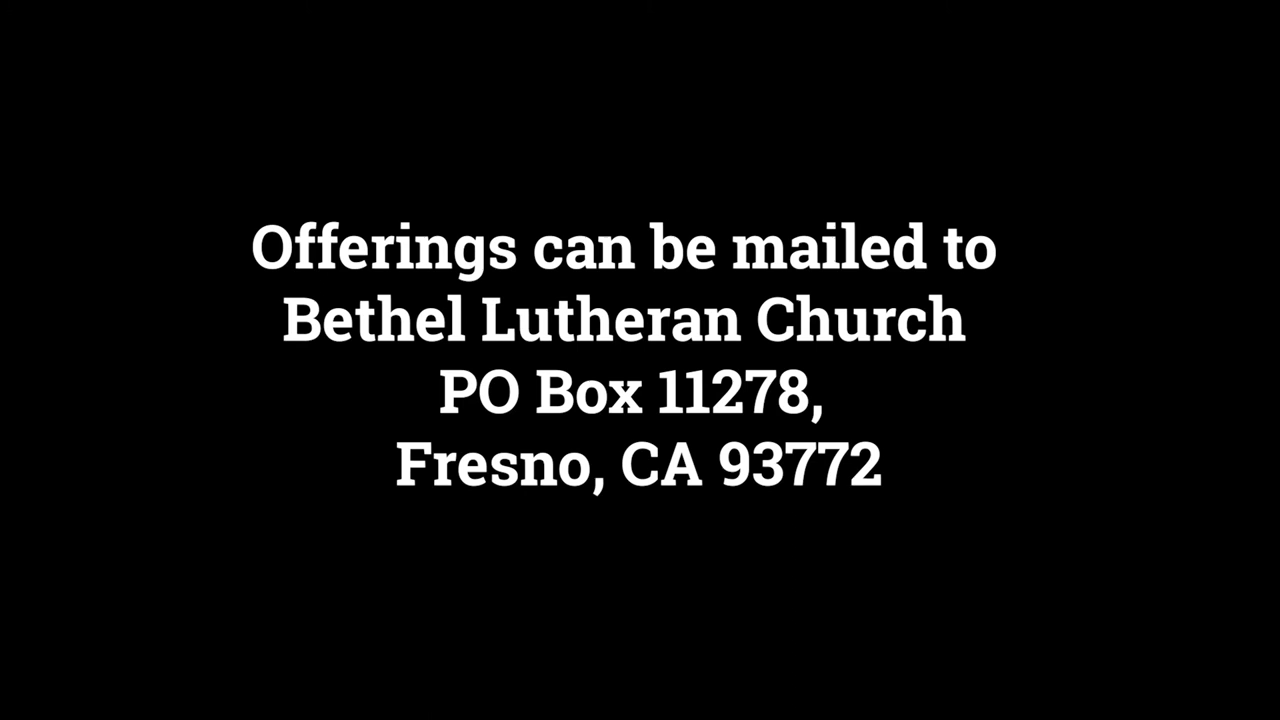 Offerings can be mailed to
Bethel Lutheran Church
PO Box 11278,
Fresno, CA 93772